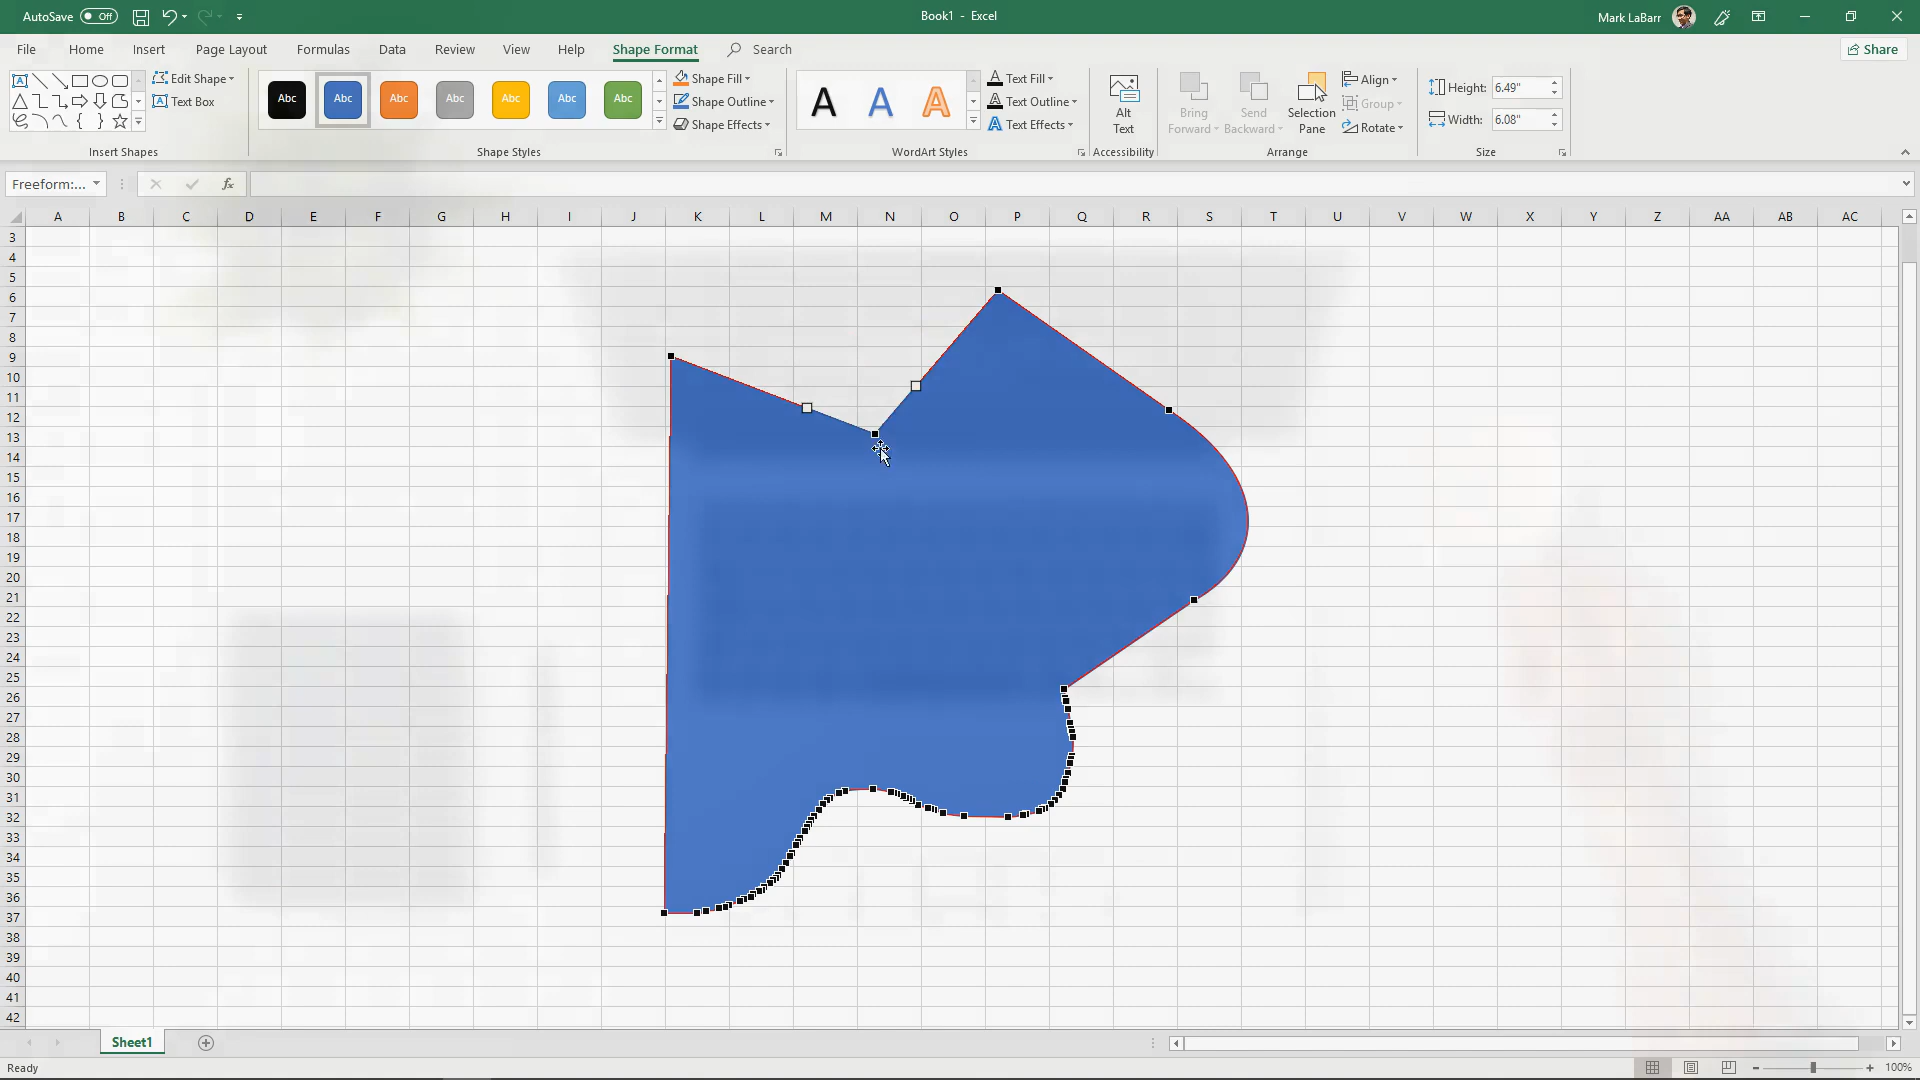 AutoSave Off Book1 - Excel Mark LaBarr
File Home Insert Page Layout Formulas Data Review View Help Shape Format Search Share
Edit Shape
Text Box
Insert Shapes
Abc Abc Abc Abc Abc Abc Abc
Shape Fill
Shape Outline
Shape Effects
Shape Styles
A A A
Text Fill
Text Outline
Text Effects
WordArt Styles
Alt
Text
Accessibility
Bring
Forward
Send
Backward
Selection
Pane
Align
Group
Rotate
Arrange
Height: 6.49"
Width: 6.08"
Size
Freeform:... fx
A B C D E F G H I J K L M N O P Q R S T U V W X Y Z AA AB AC
3
4
5
6
7
8
9
10
11
12
13
14
15
16
17
18
19
20
21
22
23
24
25
26
27
28
29
30
31
32
33
34
35
36
37
38
39
40
41
42
Sheet1
Ready 100%